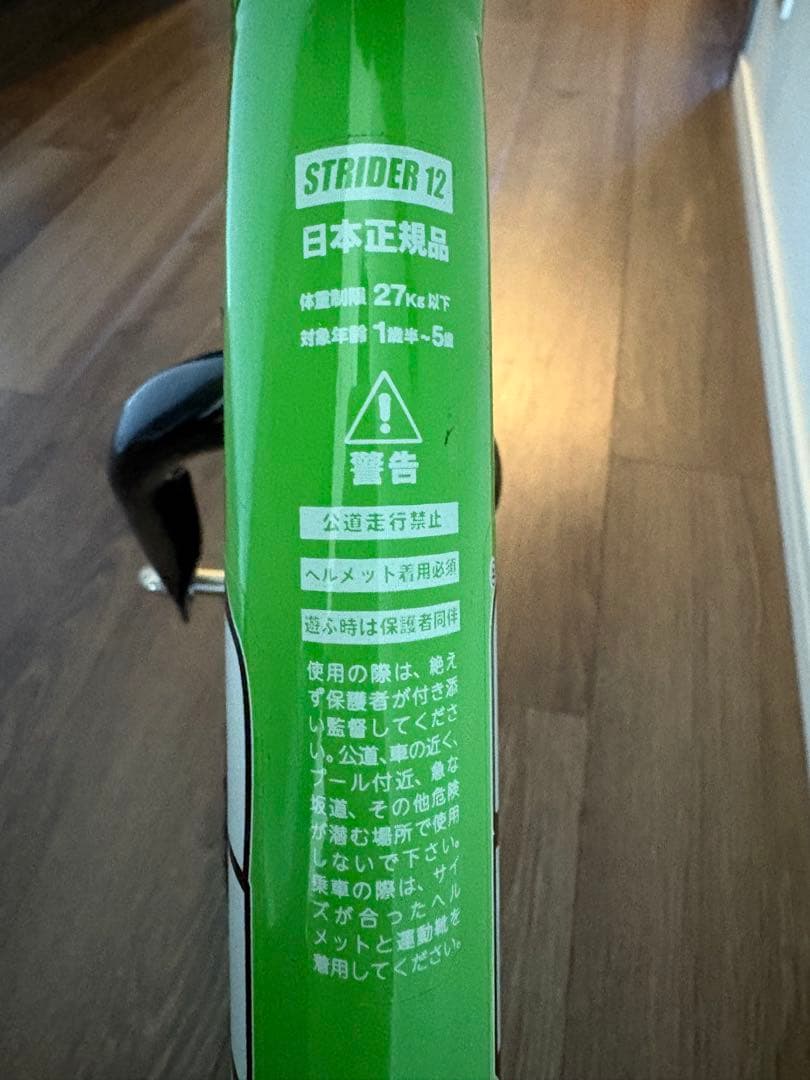 STRIDER 12
日本正規品
体重制限 27Kg以下
対象年齢 1歳半~5歳
警告
公道走行禁止
ヘルメット着用必須
遊ぶ時は保護者同伴
使用の際は、絶え
ず保護者が付き添
い監督してくださ
い。公道、車の近く、
プール付近、急な
坂道、その他危険
が潜む場所で使用
しないで下さい。
乗車の際は、サイ
ズが合ったヘル
メットと運動靴を
着用してください。